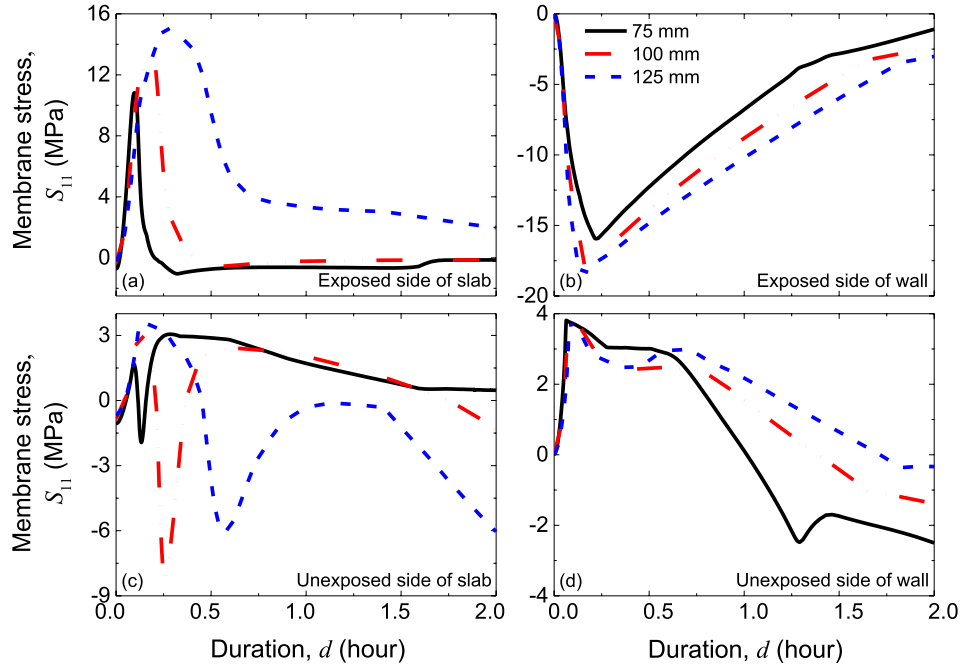 Membrane stress,
S₁₁ (MPa)
16
12
8
4
0
(a)
Exposed side of slab
0
-5
-10
-15
-20
75 mm
100 mm
125 mm
(b)
Exposed side of wall
Membrane stress,
S₁₁ (MPa)
3
0
-3
-6
-9
(c)
Unexposed side of slab
0.0 0.5 1.0 1.5 2.0
Duration, d (hour)
4
2
0
-2
-4
(d)
Unexposed side of wall
0.0 0.5 1.0 1.5 2.0
Duration, d (hour)